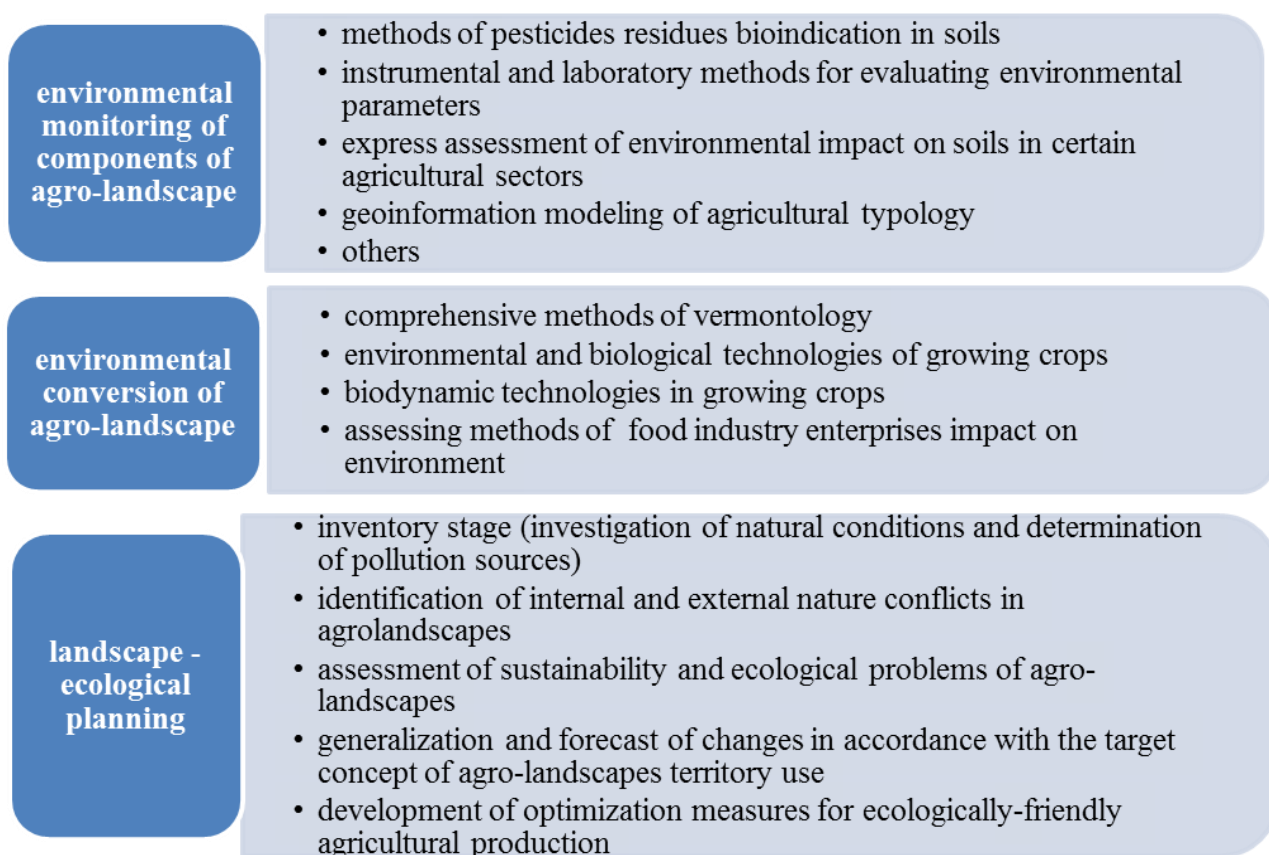 environmental
monitoring of
components of
agro-landscape
• methods of pesticides residues bioindication in soils
• instrumental and laboratory methods for evaluating environmental
parameters
• express assessment of environmental impact on soils in certain
agricultural sectors
• geoinformation modeling of agricultural typology
• others
environmental
conversion of
agro-landscape
• comprehensive methods of vermontology
• environmental and biological technologies of growing crops
• biodynamic technologies in growing crops
• assessing methods of food industry enterprises impact on
environment
landscape -
ecological
planning
• inventory stage (investigation of natural conditions and determination
of pollution sources)
• identification of internal and external nature conflicts in
agrolandscapes
• assessment of sustainability and ecological problems of agro-
landscapes
• generalization and forecast of changes in accordance with the target
concept of agro-landscapes territory use
• development of optimization measures for ecologically-friendly
agricultural production